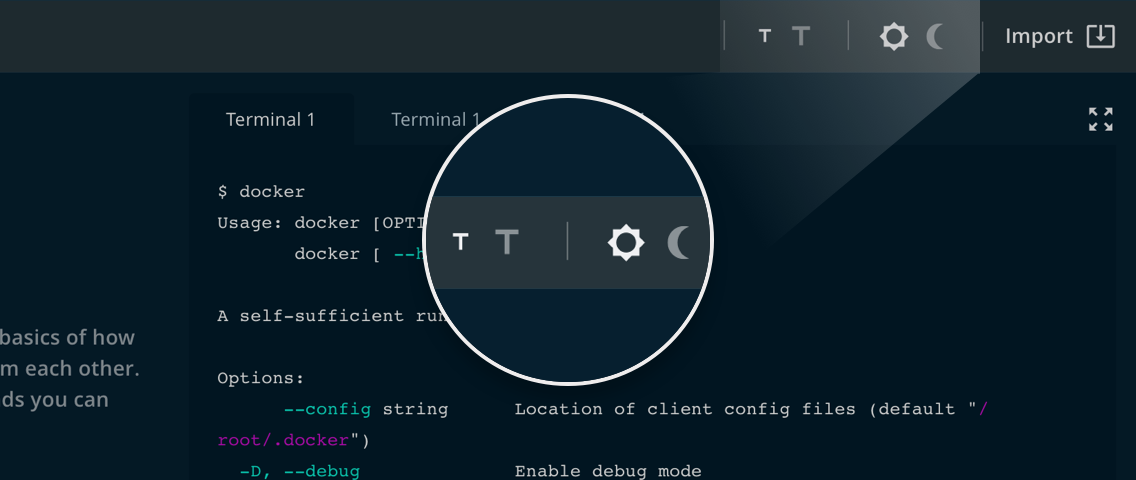 T T
Import
Terminal 1
Terminal 1
$ docker
Usage: docker [OPTI
docker [ --h
T T
A self-sufficient run
basics of how
m each other.
ds you can
Options:
--config string Location of client config files (default "/
root/.docker")
-D, --debug Enable debug mode